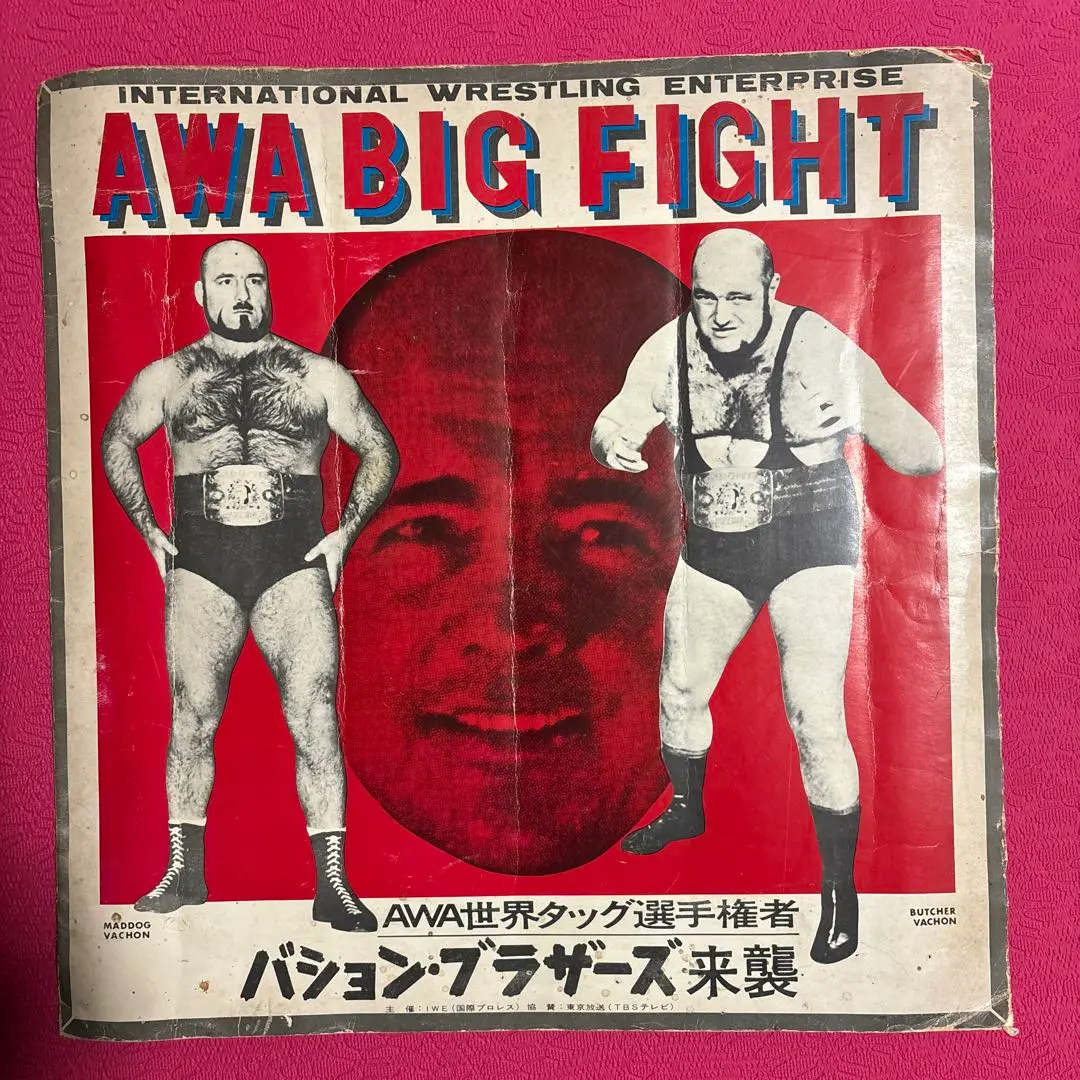 INTERNATIONAL WRESTLING ENTERPRISE
AWA BIG FIGHT
MADDOG
VACHON
BUTCHER
VACHON
AWA世界タッグ選手権者
バション・ブラザーズ来襲
主 催:IWE(国際プロレス) 協 賛:東京放送(TBSテレビ)